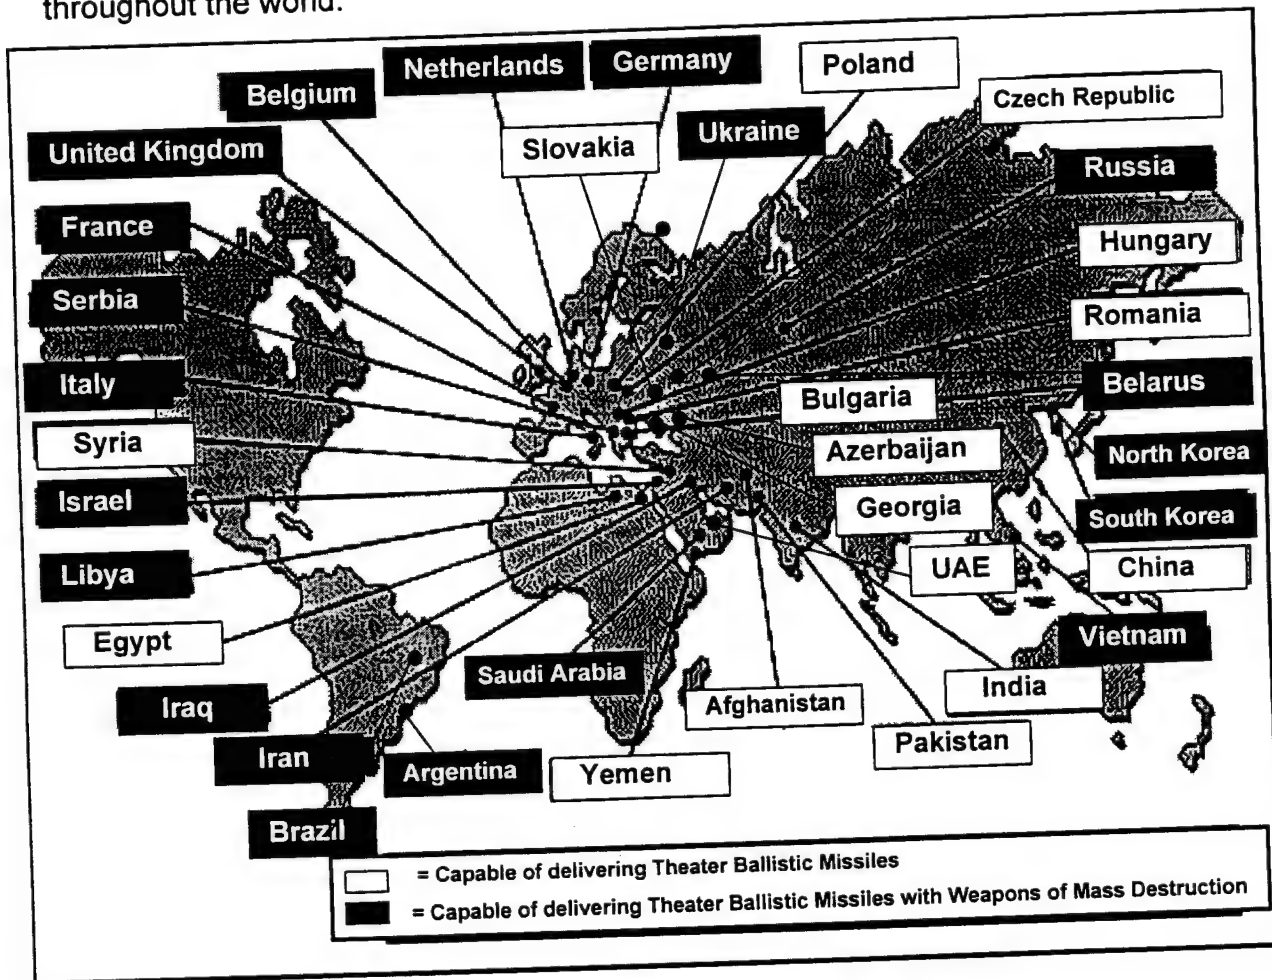 throughout the world.
Netherlands
Germany
Poland
Belgium
Czech Republic
Slovakia
Ukraine
United Kingdom
Russia
France
Hungary
Serbia
Romania
Italy
Belarus
Bulgaria
Syria
Azerbaijan
North Korea
Israel
Georgia
South Korea
Libya
UAE
China
Egypt
Vietnam
Saudi Arabia
India
Iraq
Afghanistan
Pakistan
Iran
Argentina
Yemen
Brazil
= Capable of delivering Theater Ballistic Missiles
= Capable of delivering Theater Ballistic Missiles with Weapons of Mass Destruction